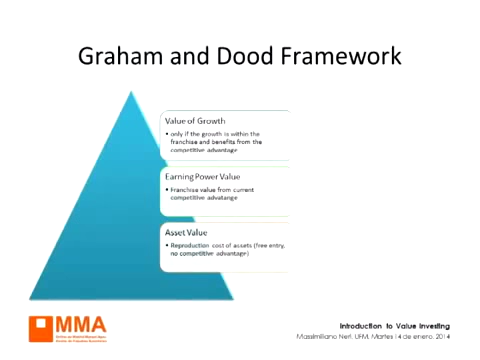 Graham and Dood Framework
Value of Growth
• only if the growth is within the
franchise and benefits from the
competitive advantage
Earning Power Value
• Franchise value from current
competitive advatange
Asset Value
• Reproduction cost of assets (free entry,
no competitive advantage)
MMA
Introduction to Value Investing
Massimiliano Neri, UFM, Martes 14 de enero, 2014